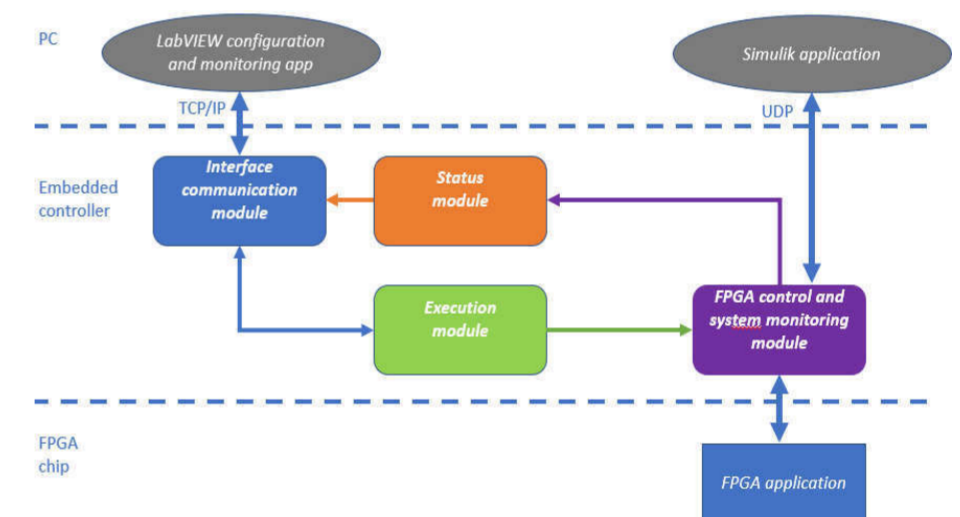 PC
LabVIEW configuration
and monitoring app
Simulik application
TCP/IP
UDP
Embedded
controller
Interface
communication
module
Status
module
Execution
module
FPGA control and
system monitoring
module
FPGA
chip
FPGA application